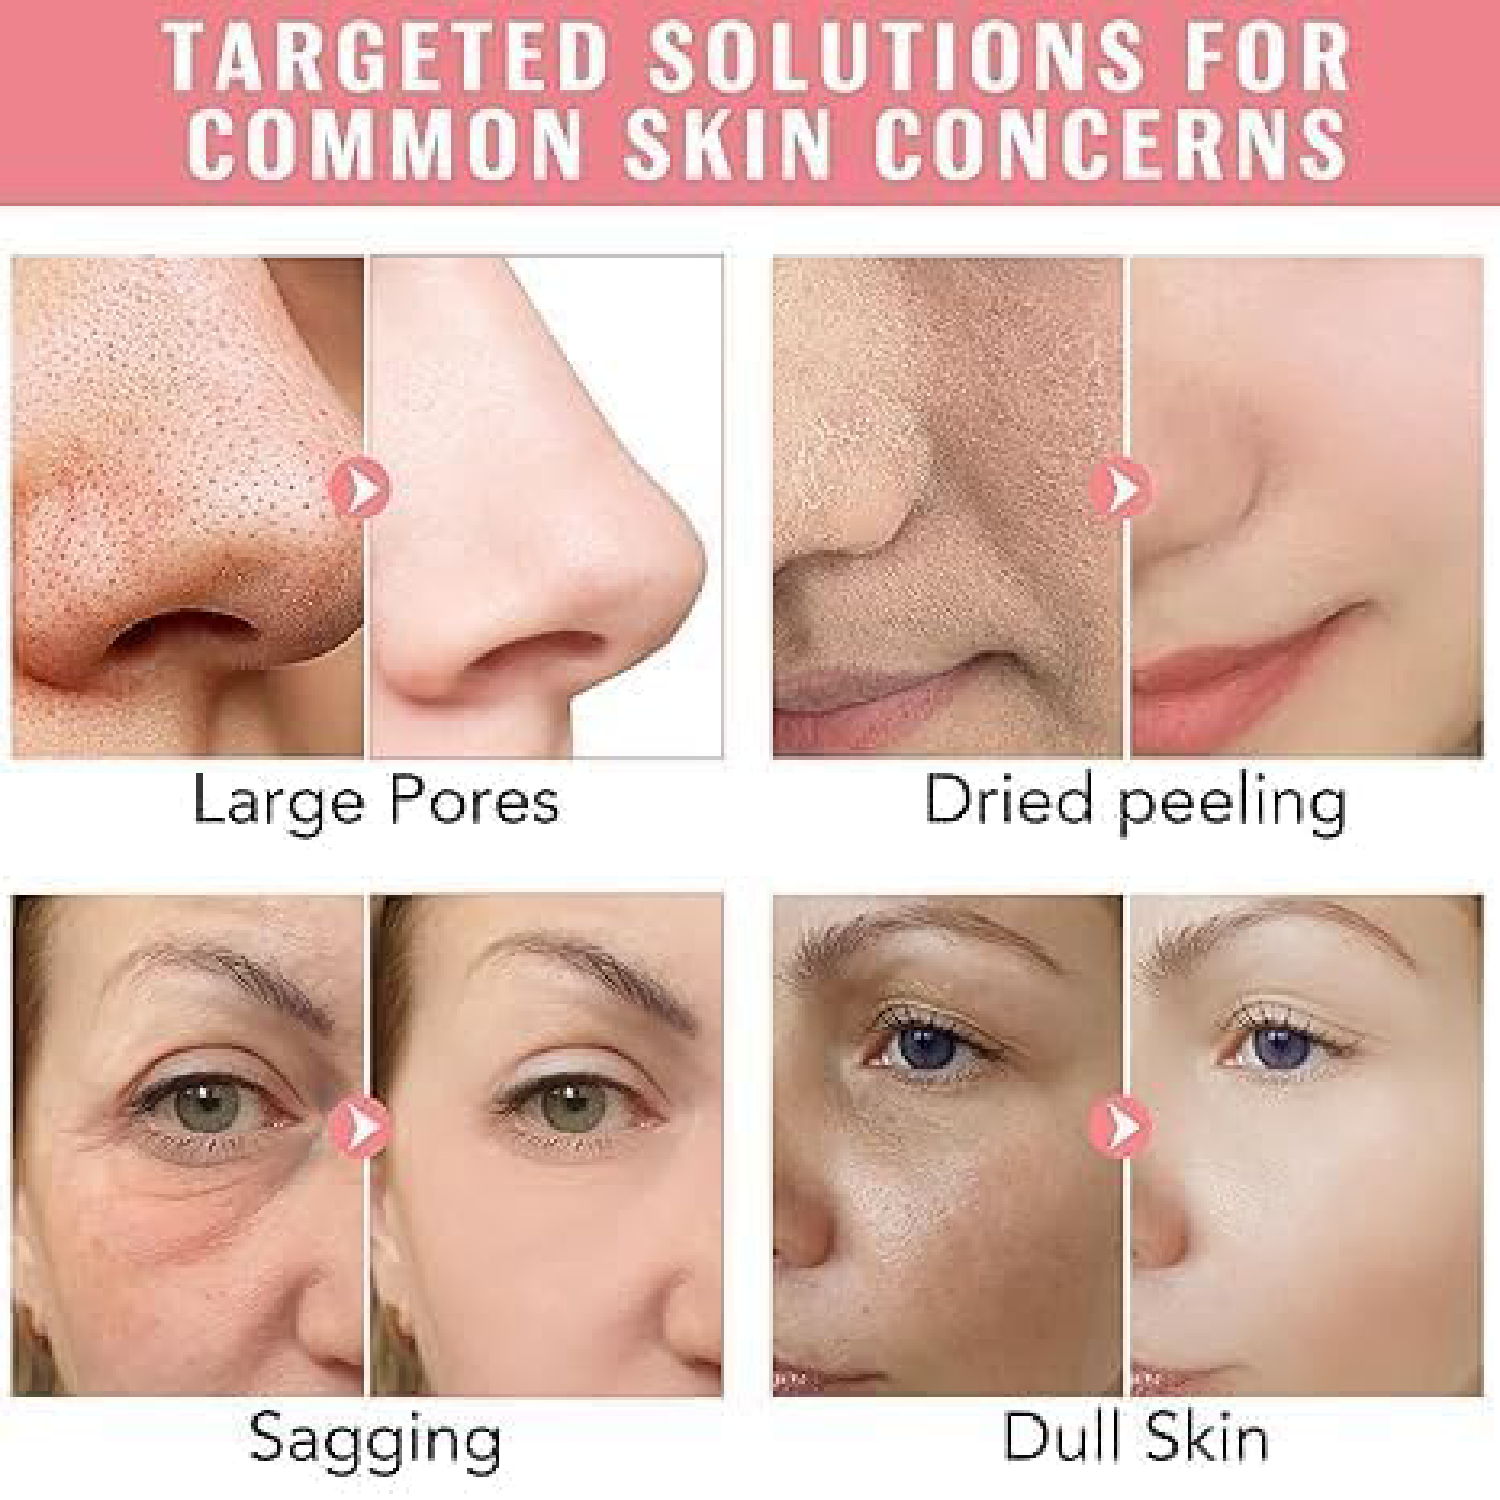 TARGETED SOLUTIONS FOR
COMMON SKIN CONCERNS
Large Pores
Dried peeling
Sagging
Dull Skin